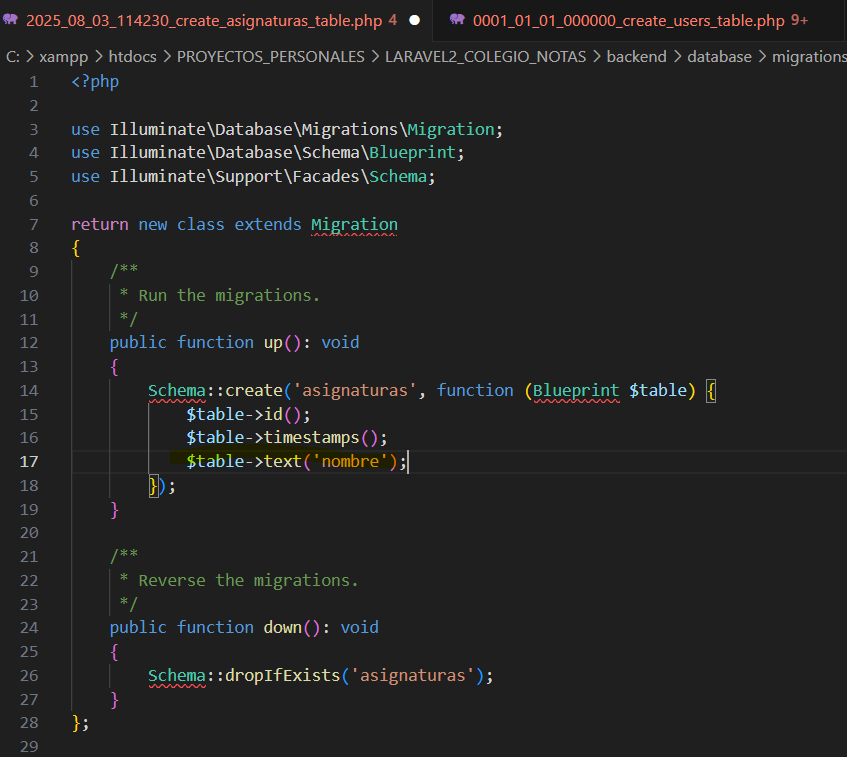 2025_08_03_114230_create_asignaturas_table.php 4 ● 0001_01_01_000000_create_users_table.php 9+
C: > xampp > htdocs > PROYECTOS_PERSONALES > LARAVEL2_COLEGIO_NOTAS > backend > database > migrations
1 <?php
2
3 use Illuminate\Database\Migrations\Migration;
4 use Illuminate\Database\Schema\Blueprint;
5 use Illuminate\Support\Facades\Schema;
6
7 return new class extends Migration
8 {
9     /**
10      * Run the migrations.
11      */
12     public function up(): void
13     {
14         Schema::create('asignaturas', function (Blueprint $table) {
15             $table->id();
16             $table->timestamps();
17             $table->text('nombre');
18         });
19     }
20
21     /**
22      * Reverse the migrations.
23      */
24     public function down(): void
25     {
26         Schema::dropIfExists('asignaturas');
27     }
28 };
29